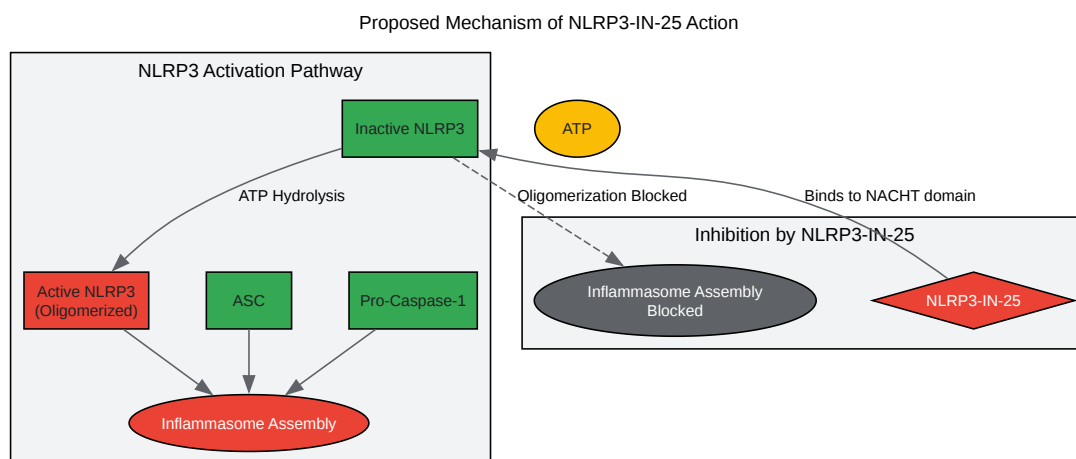 Proposed Mechanism of NLRP3-IN-25 Action
NLRP3 Activation Pathway
Inactive NLRP3
ATP
ATP Hydrolysis
Oligomerization Blocked
Binds to NACHT domain
Inhibition by NLRP3-IN-25
Active NLRP3
(Oligomerized)
ASC
Pro-Caspase-1
Inflammasome Assembly
Blocked
NLRP3-IN-25
Inflammasome Assembly